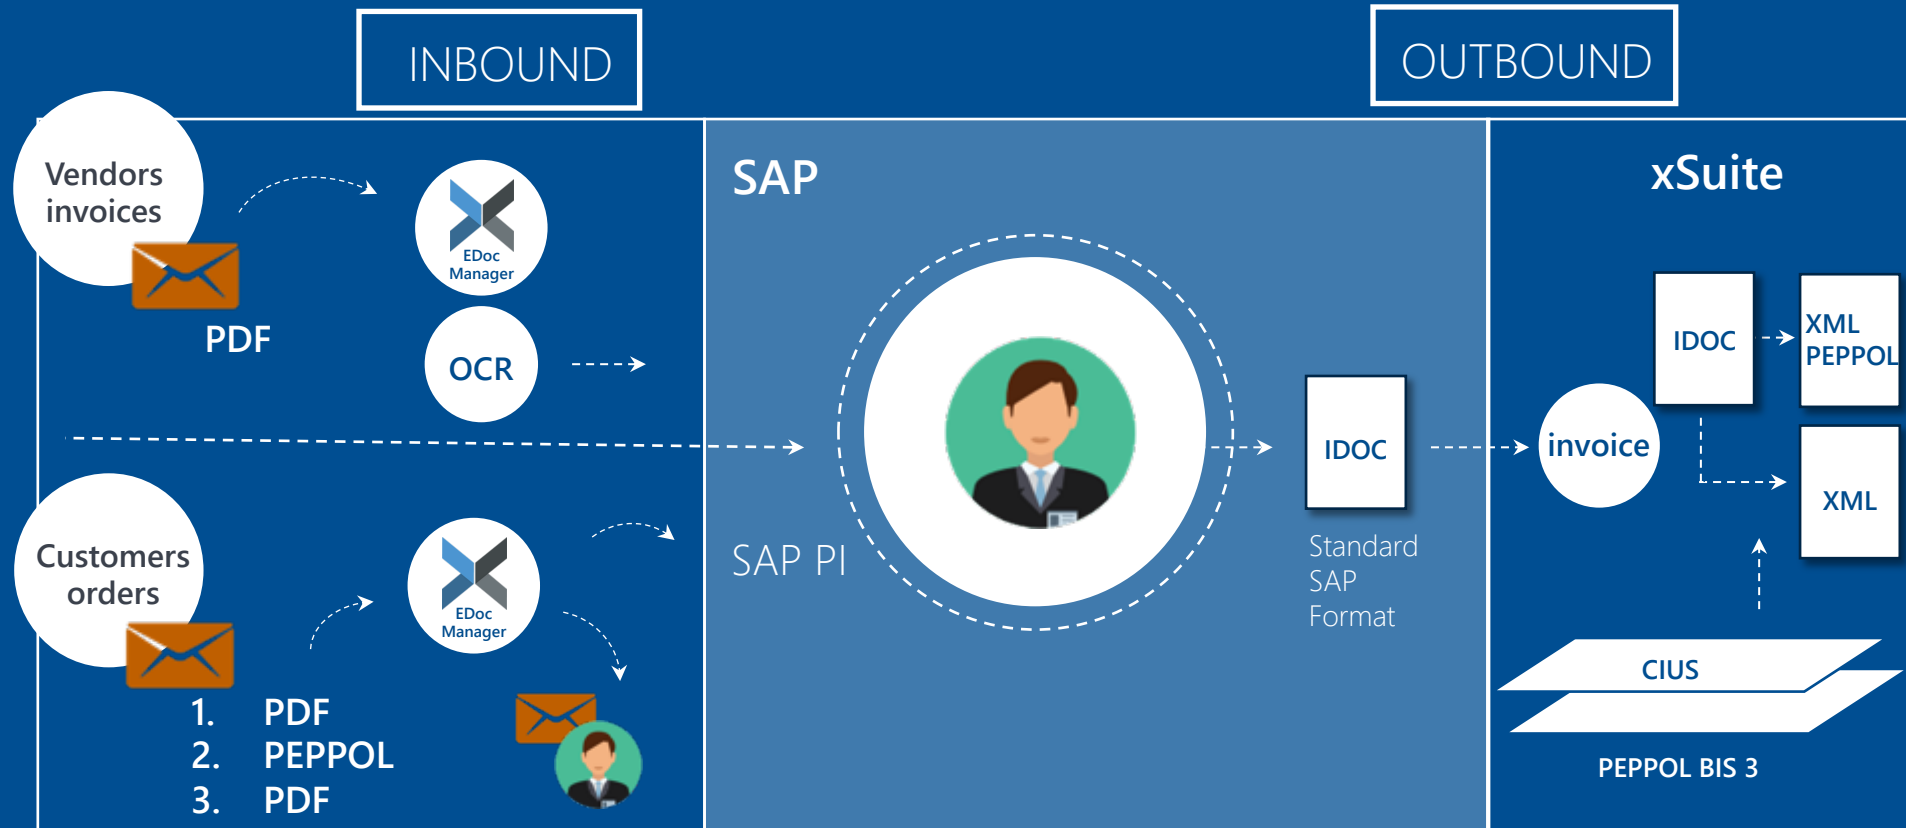 INBOUND
OUTBOUND
Vendors
invoices
PDF
EDoc
Manager
OCR
Customers
orders
EDoc
Manager
1. PDF
2. PEPPOL
3. PDF
SAP
SAP PI
IDOC
Standard
SAP
Format
xSuite
invoice
IDOC
XML
PEPPOL
XML
CIUS
PEPPOL BIS 3